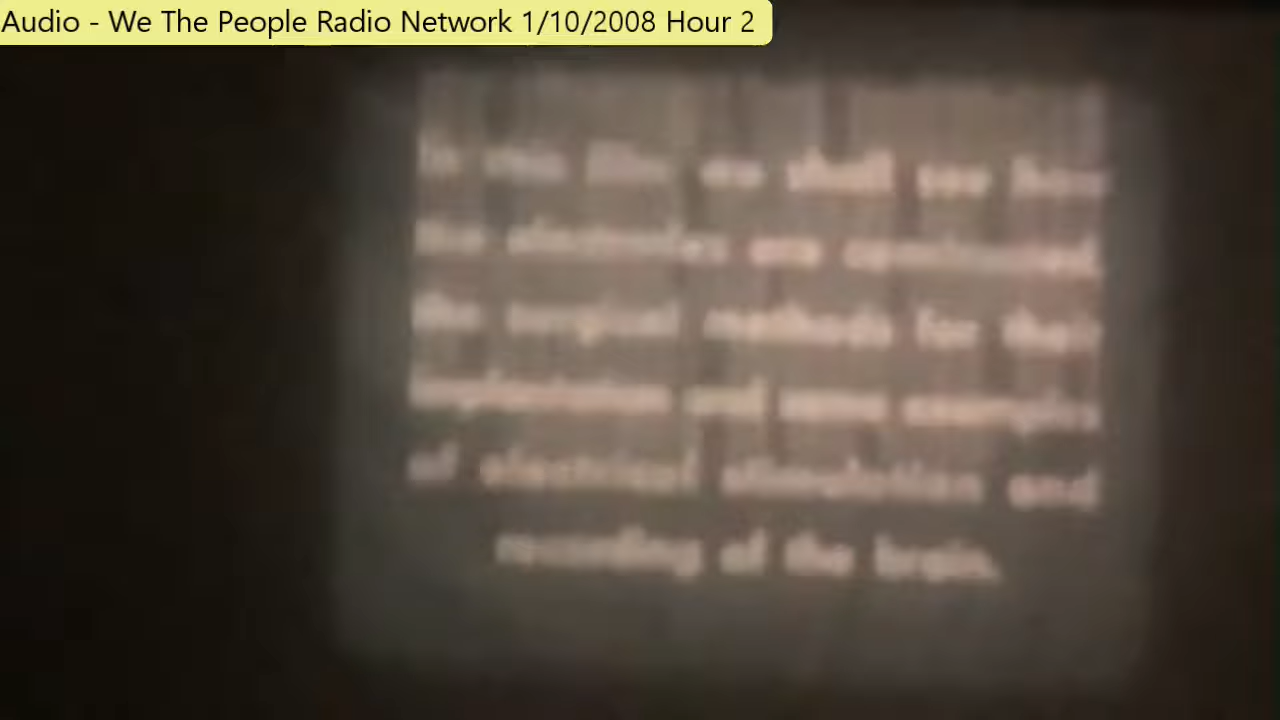 Audio - We The People Radio Network 1/10/2008 Hour 2
In this film we shall see how
the electrodes are constructed,
the surgical methods for their
implantation and some examples
of electrical stimulation and
recording of the brain.